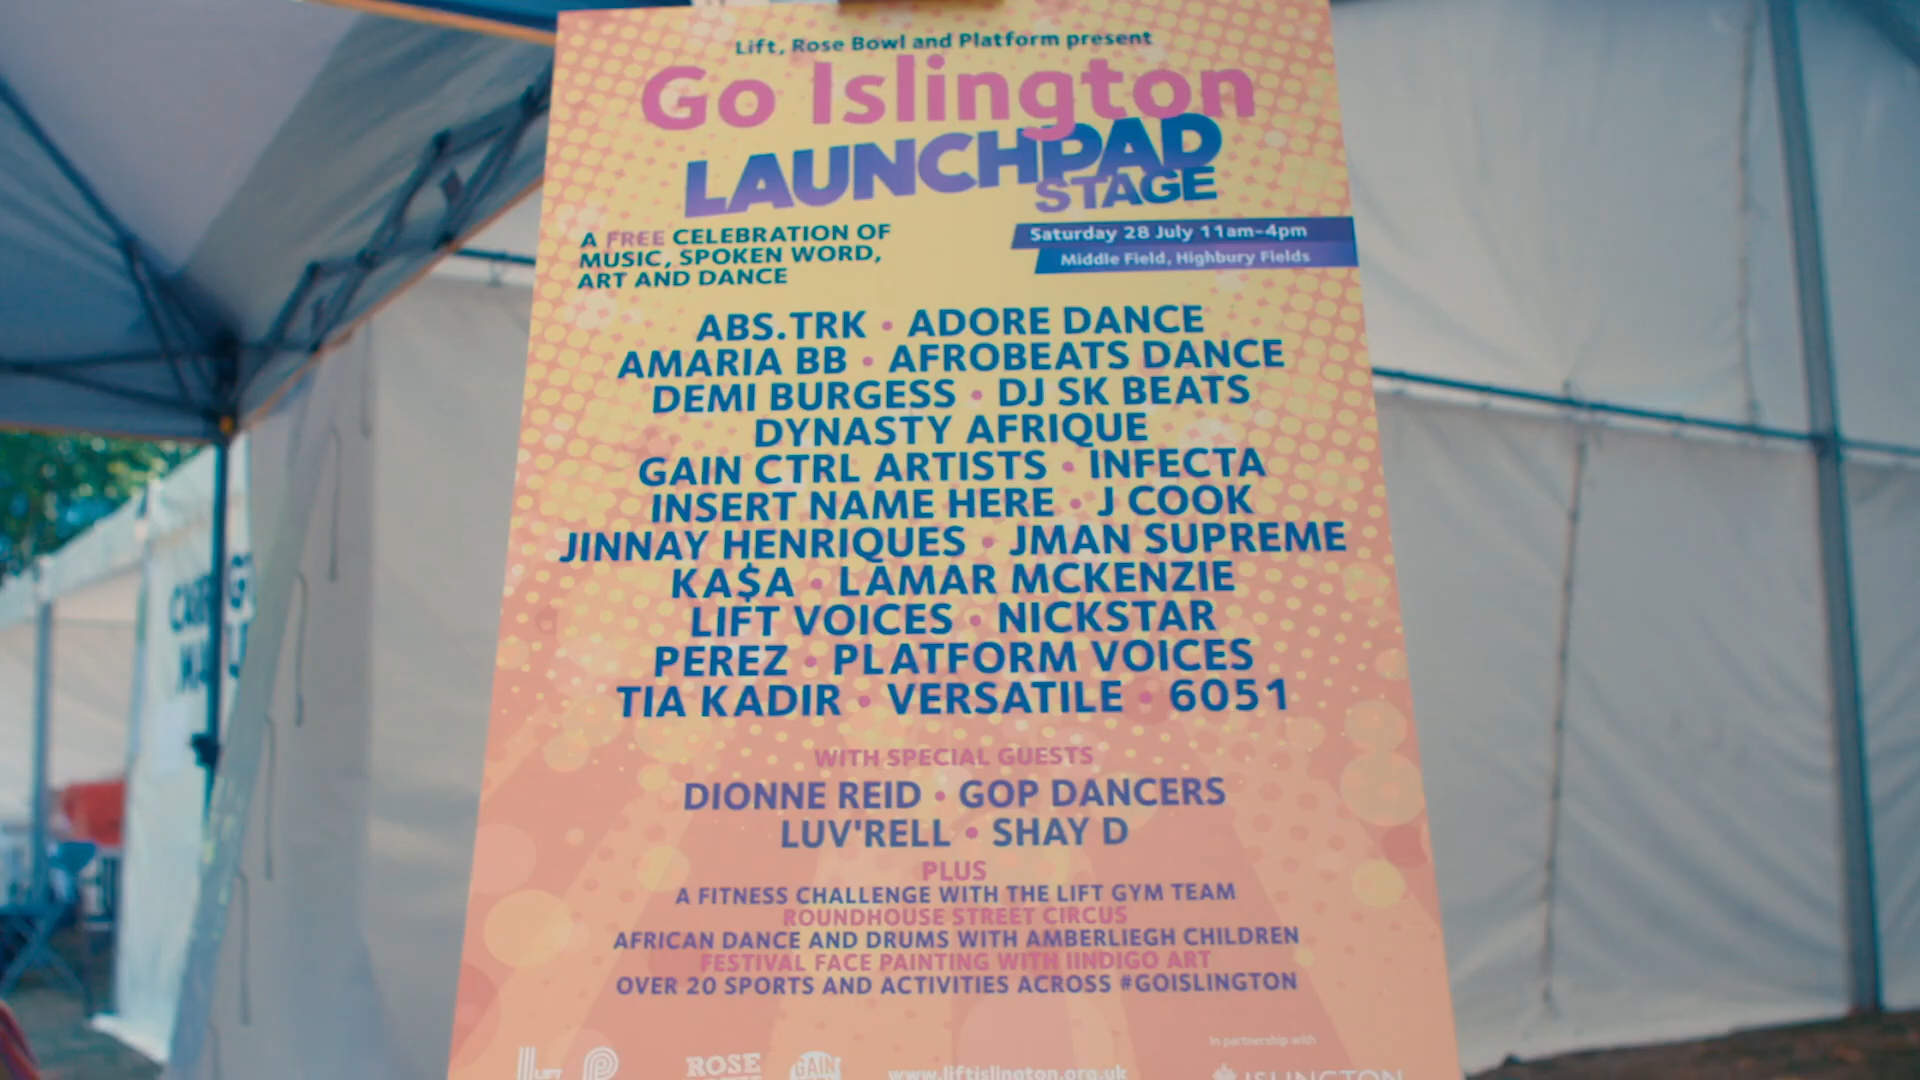 Lift, Rose Bowl and Platform present
Go Islington
LAUNCHPAD
STAGE
A FREE CELEBRATION OF
MUSIC, SPOKEN WORD,
ART AND DANCE
Saturday 28 July 11am-4pm
Middle Field, Highbury Fields
ABS.TRK • ADORE DANCE
AMARIA BB • AFROBEATS DANCE
DEMI BURGESS • DJ SK BEATS
DYNASTY AFRIQUE
GAIN CTRL ARTISTS • INFECTA
INSERT NAME HERE • J COOK
JINNAY HENRIQUES • JMAN SUPREME
KA$A • LAMAR MCKENZIE
LIFT VOICES • NICKSTAR
PEREZ • PLATFORM VOICES
TIA KADIR • VERSATILE • 6051
WITH SPECIAL GUESTS
DIONNE REID • GOP DANCERS
LUV'RELL • SHAY D
PLUS
A FITNESS CHALLENGE WITH THE LIFT GYM TEAM
ROUNDHOUSE STREET CIRCUS
AFRICAN DANCE AND DRUMS WITH AMBERLIEGH CHILDREN
FESTIVAL FACE PAINTING WITH IINDIGO ART
OVER 20 SPORTS AND ACTIVITIES ACROSS #GOISLINGTON
In partnership with
ROSE
GAIN
www.liftislington.org.uk
ISLINGTON